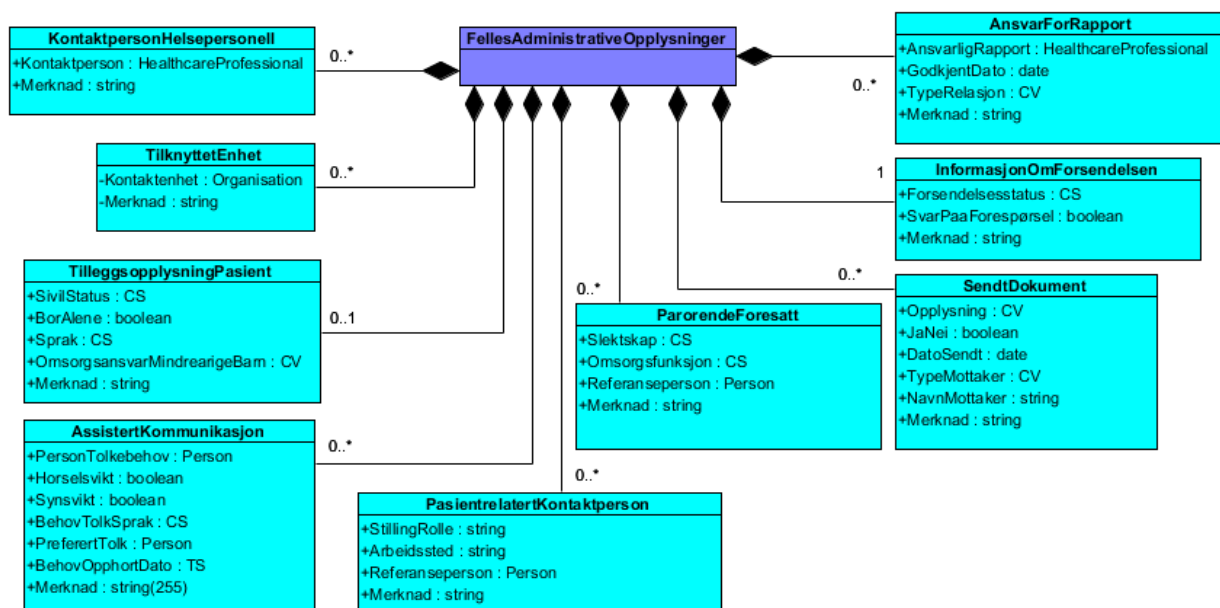 KontaktpersonHelsepersonell
+Kontaktperson : HealthcareProfessional
+Merknad : string
0..*
FellesAdministrativeOpplysninger
AnsvarForRapport
+AnsvarligRapport : HealthcareProfessional
+GodkjentDato : date
+TypeRelasjon : CV
+Merknad : string
0..*
TilknyttetEnhet
-Kontaktenhet : Organisation
-Merknad : string
0..*
1
InformasjonOmForsendelsen
+Forsendelsesstatus : CS
+SvarPaaForespørsel : boolean
+Merknad : string
TilleggsopplysningPasient
+SivilStatus : CS
+BorAlene : boolean
+Sprak : CS
+OmsorgsansvarMindrearigeBarn : CV
+Merknad : string
0..1
0..*
ParorendeForesatt
+Slektskap : CS
+Omsorgsfunksjon : CS
+Referanseperson : Person
+Merknad : string
0..*
SendtDokument
+Opplysning : CV
+JaNei : boolean
+DatoSendt : date
+TypeMottaker : CV
+NavnMottaker : string
+Merknad : string
AssistertKommunikasjon
+PersonTolkebehov : Person
+Horselsvikt : boolean
+Synsvikt : boolean
+BehovTolkSprak : CS
+PreferertTolk : Person
+BehovOpphortDato : TS
+Merknad : string(255)
0..*
0..*
PasientrelatertKontaktperson
+StillingRolle : string
+Arbeidssted : string
+Referanseperson : Person
+Merknad : string